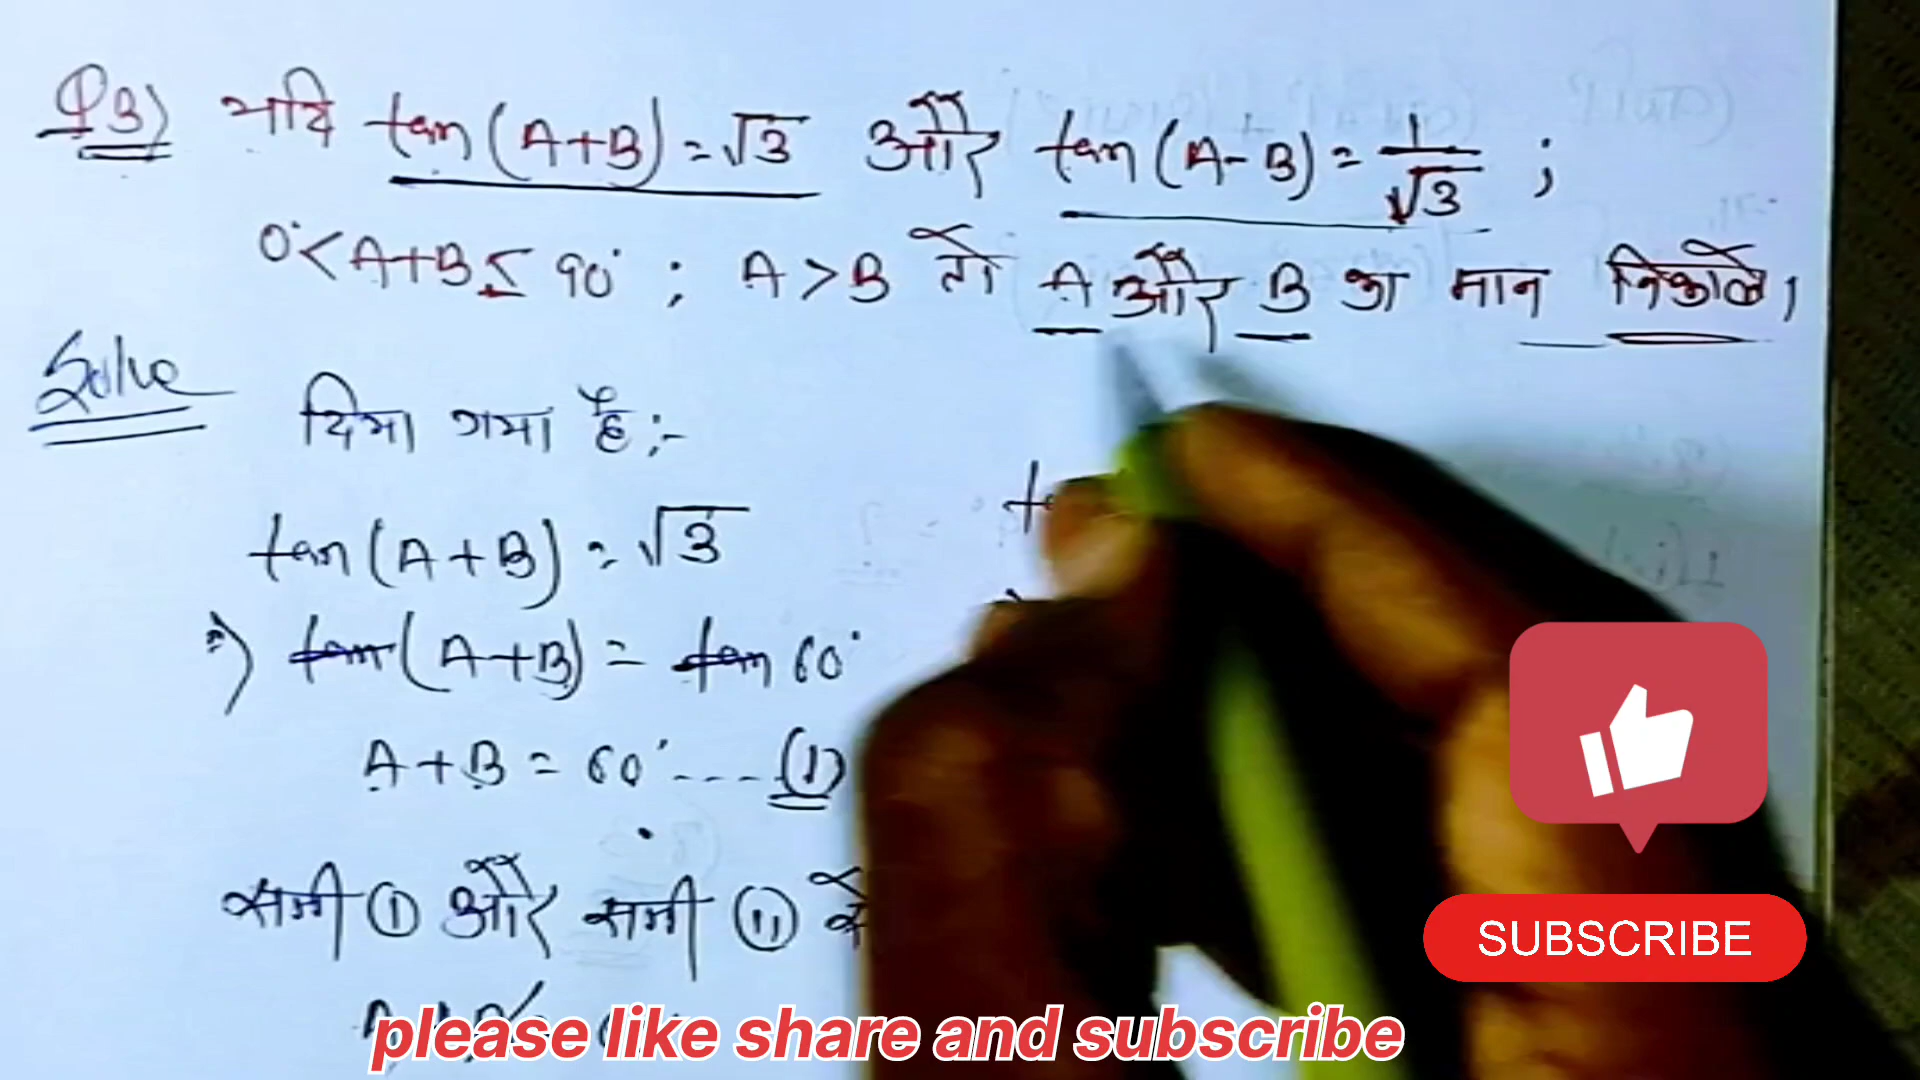 Q3) यदि tan(A+B) = √3 और tan(A-B) = 1/√3 ;
0°<A+B≤ 90° ; A>B तो A और B का मान निकालें।
Solve दिया गया है :-
tan(A+B) = √3
⇒) tan(A+B) = tan 60°
A+B = 60° ---- (1)
समी (i) और समी (ii) से
SUBSCRIBE
please like share and subscribe